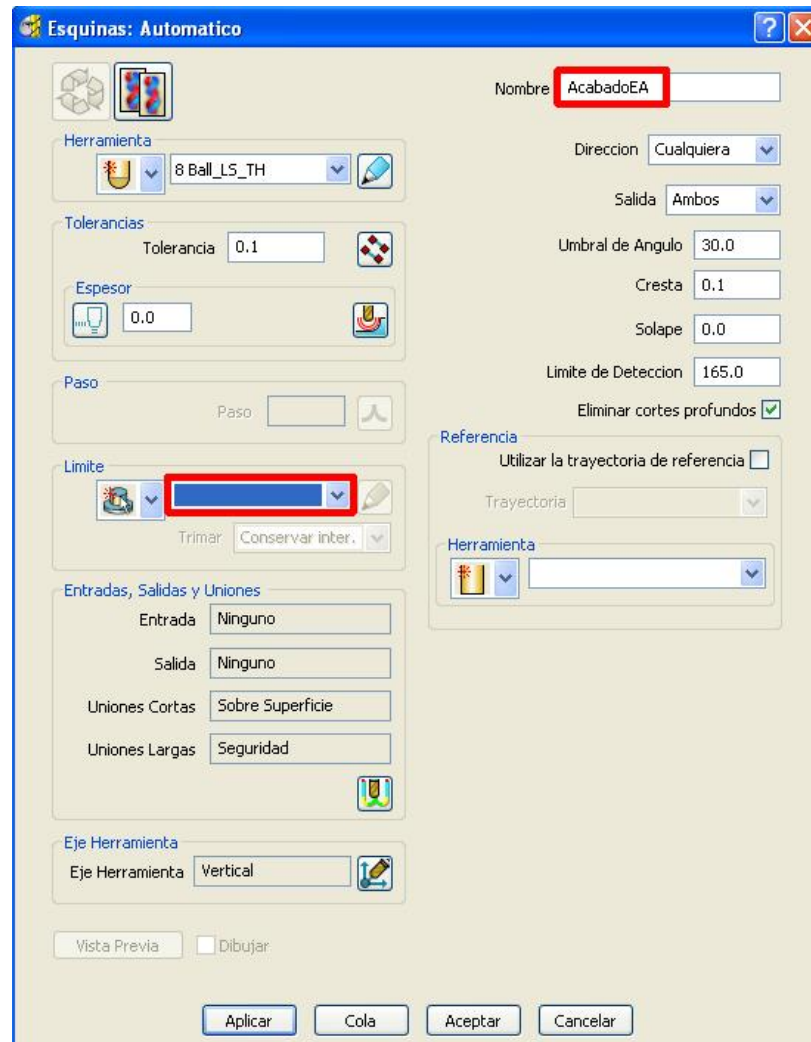 Esquinas: Automatico
Nombre AcabadoEA
Herramienta
8 Ball_LS_TH
Tolerancias
Tolerancia 0.1
Espesor
0.0
Paso
Paso
Limite
Trimar Conservar inter.
Entradas, Salidas y Uniones
Entrada Ninguno
Salida Ninguno
Uniones Cortas Sobre Superficie
Uniones Largas Seguridad
Eje Herramienta
Eje Herramienta Vertical
Vista Previa Dibujar
Direccion Cualquiera
Salida Ambos
Umbral de Angulo 30.0
Cresta 0.1
Solape 0.0
Limite de Deteccion 165.0
Eliminar cortes profundos
Referencia
Utilizar la trayectoria de referencia
Trayectoria
Herramienta
Aplicar Cola Aceptar Cancelar